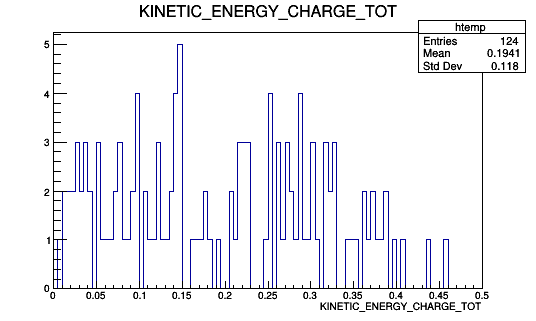 KINETIC_ENERGY_CHARGE_TOT
htemp
Entries 124
Mean 0.1941
Std Dev 0.118
5
4
3
2
1
0
0 0.05 0.1 0.15 0.2 0.25 0.3 0.35 0.4 0.45 0.5
KINETIC_ENERGY_CHARGE_TOT